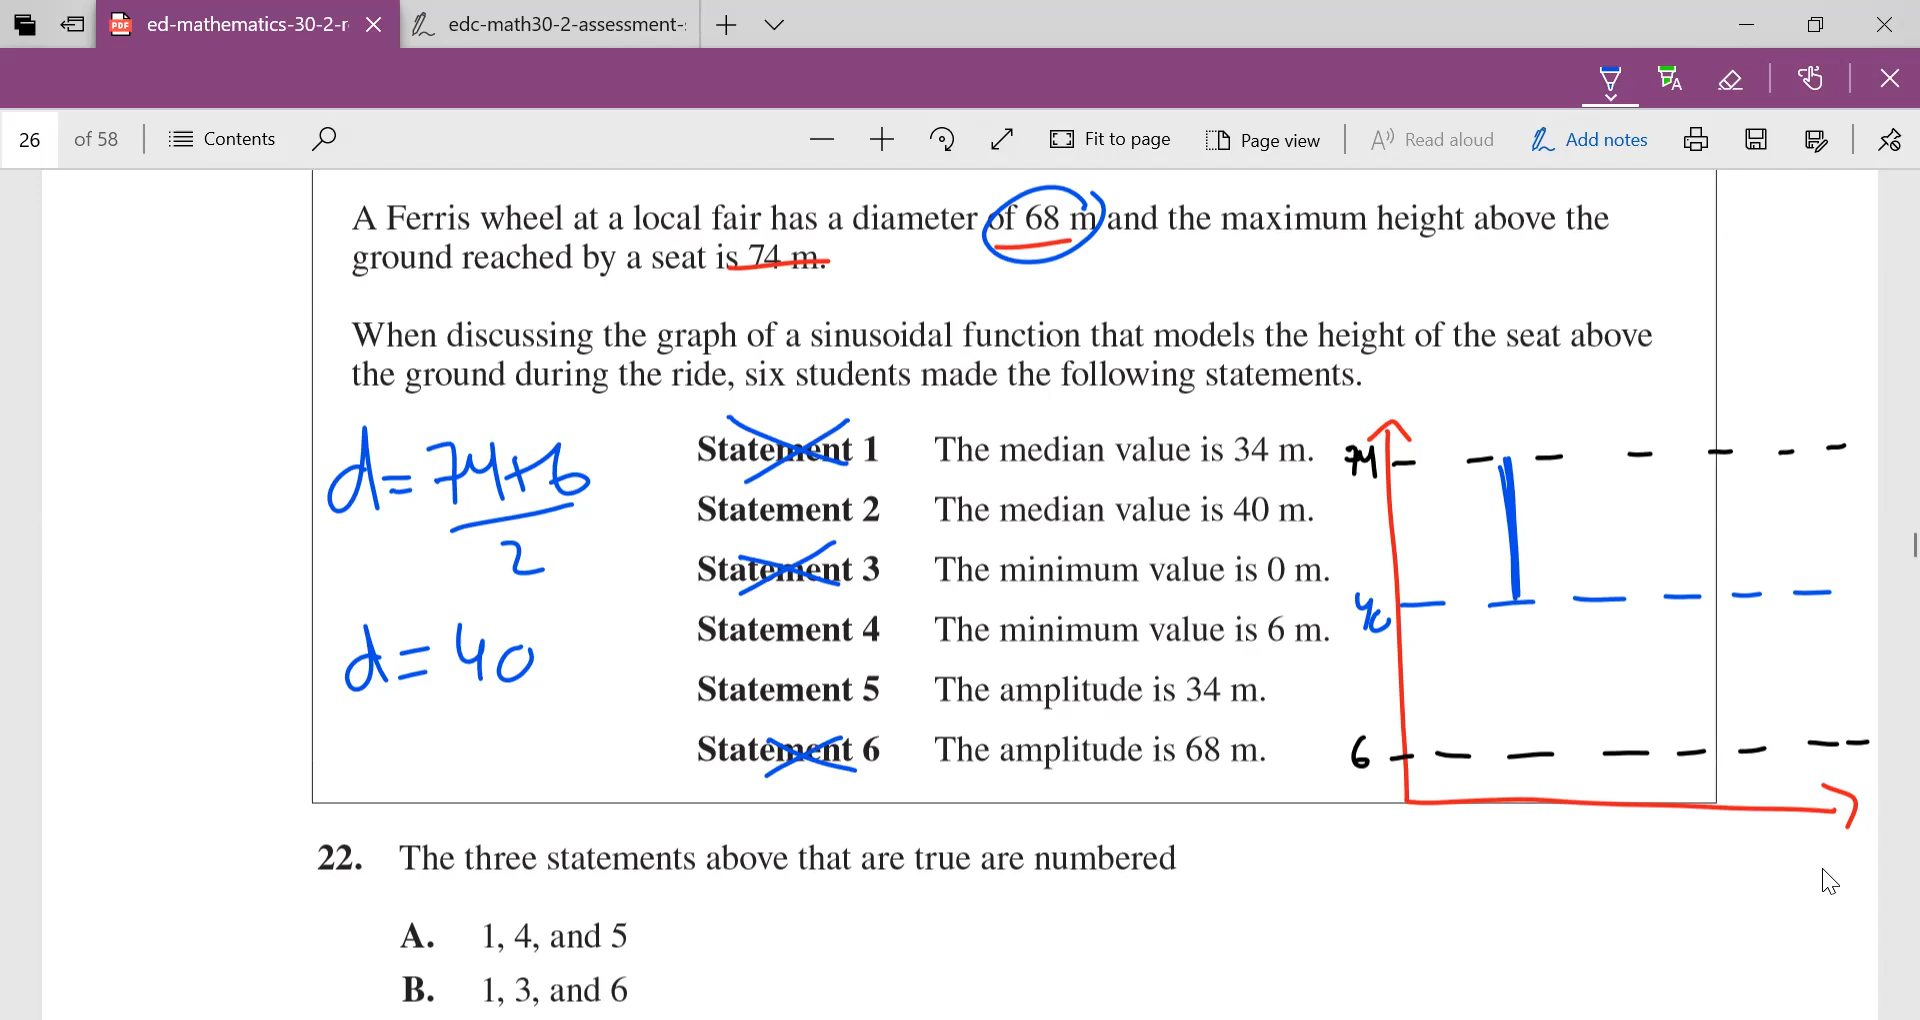 ed-mathematics-30-2-r
edc-math30-2-assessment-
26 of 58 Contents Fit to page Page view Read aloud Add notes
A Ferris wheel at a local fair has a diameter of 68 m and the maximum height above the
ground reached by a seat is 74 m.
When discussing the graph of a sinusoidal function that models the height of the seat above
the ground during the ride, six students made the following statements.
d = 74+6
2
d = 40
Statement 1 The median value is 34 m.
Statement 2 The median value is 40 m.
Statement 3 The minimum value is 0 m.
Statement 4 The minimum value is 6 m.
Statement 5 The amplitude is 34 m.
Statement 6 The amplitude is 68 m.
74
40
6
22. The three statements above that are true are numbered
A. 1, 4, and 5
B. 1, 3, and 6